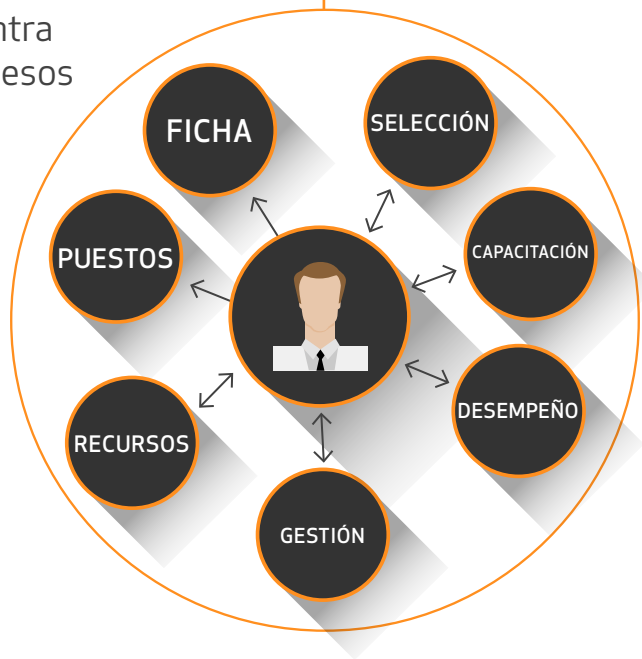 ntra
esos
FICHA
SELECCIÓN
PUESTOS
CAPACITACIÓN
RECURSOS
DESEMPEÑO
GESTIÓN